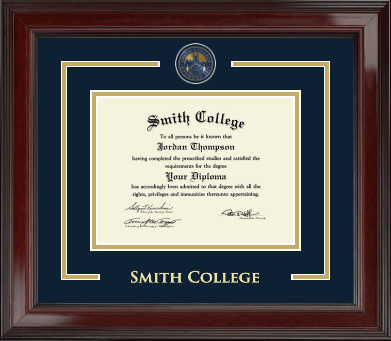 Smith College
To all persons be it known that
Jordan Thompson
having completed the prescribed studies and satisfied the
requirements for the degree
Your Diploma
has accordingly been admitted to that degree with all the
rights, privileges and immunities thereunto appertaining.
SMITH COLLEGE